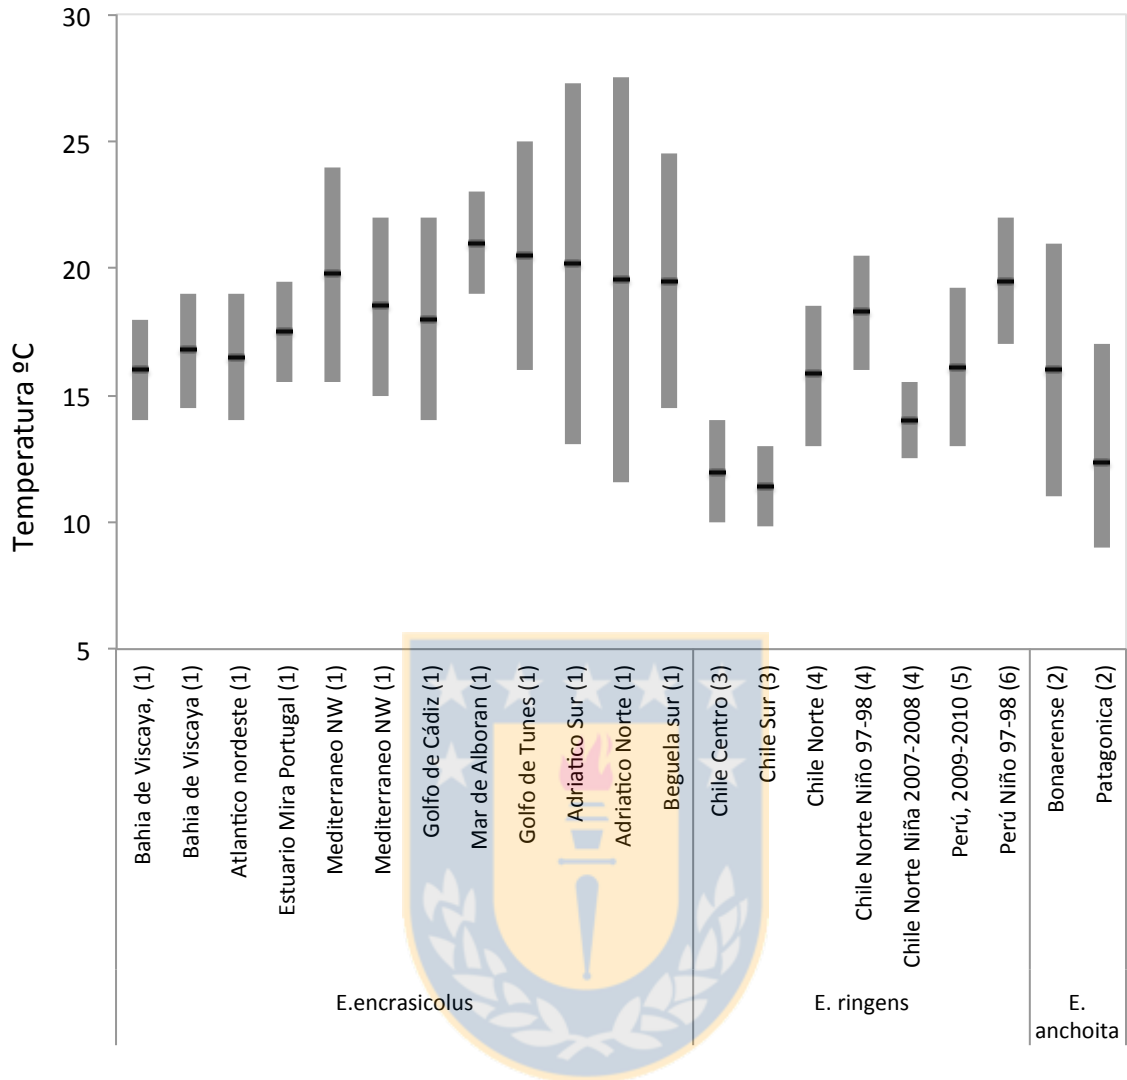 30
25
20
15
10
5
Temperatura ºC
Bahia de Viscaya, (1)
Bahia de Viscaya (1)
Atlantico nordeste (1)
Estuario Mira Portugal (1)
Mediterraneo NW (1)
Mediterraneo NW (1)
Golfo de Cádiz (1)
Mar de Alboran (1)
Golfo de Tunes (1)
Adriatico Sur (1)
Adriatico Norte (1)
Beguela sur (1)
Chile Centro (3)
Chile Sur (3)
Chile Norte (4)
Chile Norte Niño 97-98 (4)
Chile Norte Niña 2007-2008 (4)
Perú, 2009-2010 (5)
Perú Niño 97-98 (6)
Bonaerense (2)
Patagonica (2)
E.encrasicolus
E. ringens
E.
anchoita